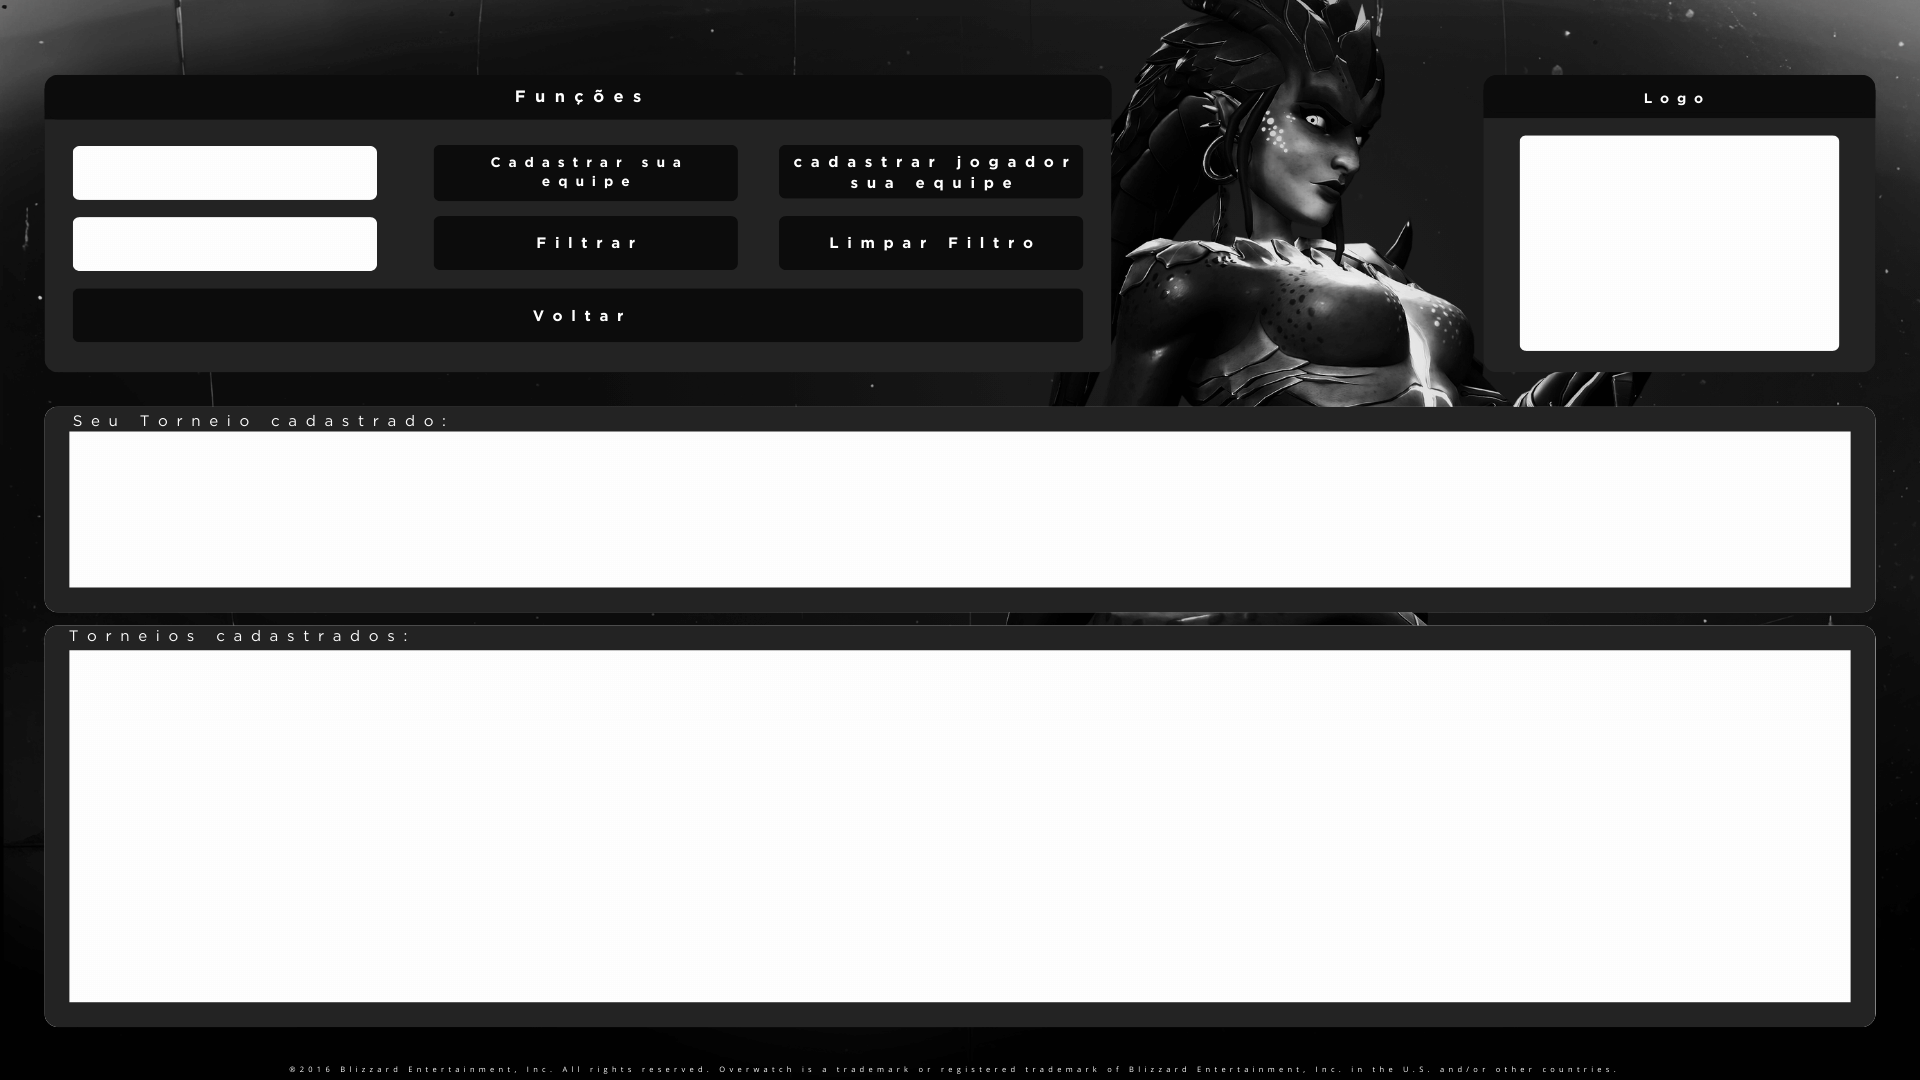 Funções
Logo
Cadastrar sua
equipe
cadastrar jogador
sua equipe
Filtrar
Limpar Filtro
Voltar
Seu Torneio cadastrado:
Torneios cadastrados:
©2016 Blizzard Entertainment, Inc. All rights reserved. Overwatch is a trademark or registered trademark of Blizzard Entertainment, Inc. in the U.S. and/or other countries.